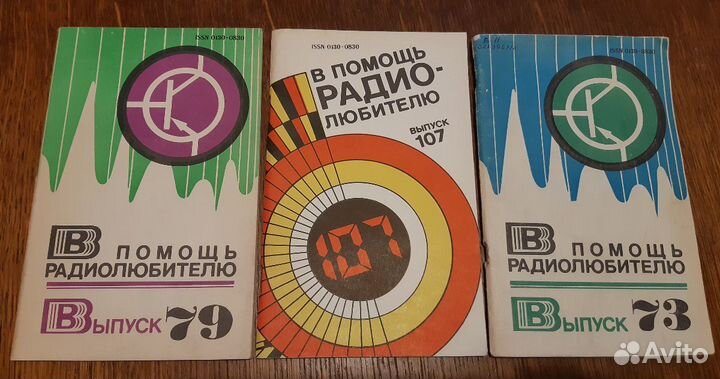 ISSN 0130-0830
В ПОМОЩЬ
РАДИОЛЮБИТЕЛЮ
Выпуск 79
ISSN 0130-0830
В ПОМОЩЬ
РАДИО-
ЛЮБИТЕЛЮ
ВЫПУСК
107
107
ISSN 0130-0830
В ПОМОЩЬ
РАДИОЛЮБИТЕЛЮ
Выпуск 73
Avito